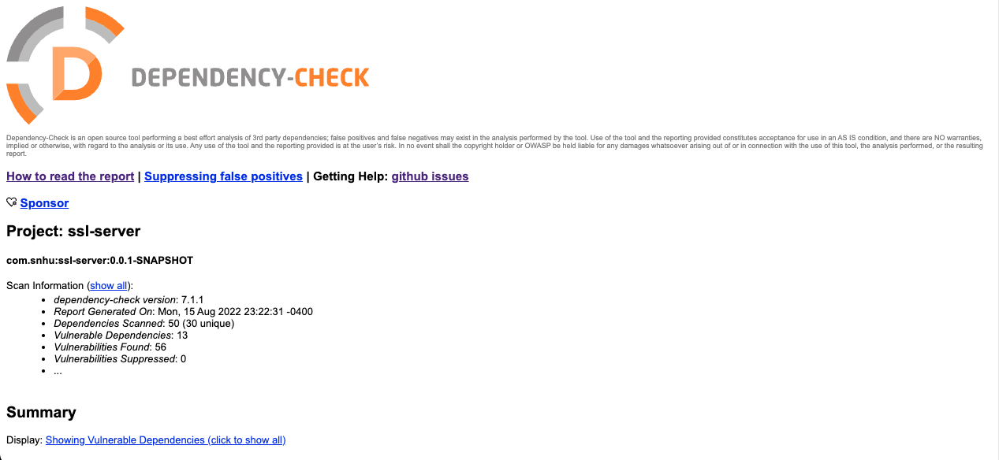 DEPENDENCY-CHECK
Dependency-Check is an open source tool performing a best effort analysis of 3rd party dependencies; false positives and false negatives may exist in the analysis performed by the tool. Use of the tool and the reporting provided constitutes acceptance for use in an AS IS condition, and there are NO warranties,
implied or otherwise, with regard to the analysis or its use. Any use of the tool and the reporting provided is at the user's risk. In no event shall the copyright holder or OWASP be held liable for any damages whatsoever arising out of or in connection with the use of this tool, the analysis performed, or the resulting
report.
How to read the report | Suppressing false positives | Getting Help: github issues
Sponsor
Project: ssl-server
com.snhu:ssl-server:0.0.1-SNAPSHOT
Scan Information (show all):
• dependency-check version: 7.1.1
• Report Generated On: Mon, 15 Aug 2022 23:22:31 -0400
• Dependencies Scanned: 50 (30 unique)
• Vulnerable Dependencies: 13
• Vulnerabilities Found: 56
• Vulnerabilities Suppressed: 0
• ...
Summary
Display: Showing Vulnerable Dependencies (click to show all)